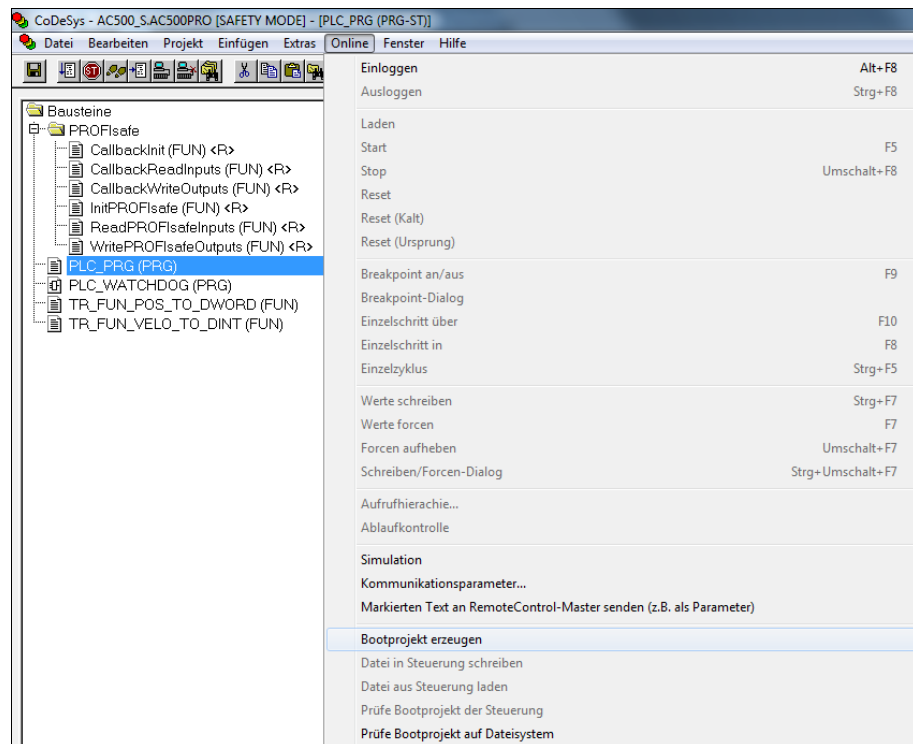 CoDeSys - AC500_S.AC500PRO [SAFETY MODE] - [PLC_PRG (PRG-ST)]
Datei Bearbeiten Projekt Einfügen Extras Online Fenster Hilfe
Bausteine
PROFIsafe
CallbackInit (FUN) <R>
CallbackReadInputs (FUN) <R>
CallbackWriteOutputs (FUN) <R>
InitPROFIsafe (FUN) <R>
ReadPROFIsafeInputs (FUN) <R>
WritePROFIsafeOutputs (FUN) <R>
PLC_PRG (PRG)
PLC_WATCHDOG (PRG)
TR_FUN_POS_TO_DWORD (FUN)
TR_FUN_VELO_TO_DINT (FUN)
Einloggen Alt+F8
Ausloggen Strg+F8
Laden
Start F5
Stop Umschalt+F8
Reset
Reset (Kalt)
Reset (Ursprung)
Breakpoint an/aus F9
Breakpoint-Dialog
Einzelschritt über F10
Einzelschritt in F8
Einzelzyklus Strg+F5
Werte schreiben Strg+F7
Werte forcen F7
Forcen aufheben Umschalt+F7
Schreiben/Forcen-Dialog Strg+Umschalt+F7
Aufrufhierachie...
Ablaufkontrolle
Simulation
Kommunikationsparameter...
Markierten Text an RemoteControl-Master senden (z.B. als Parameter)
Bootprojekt erzeugen
Datei in Steuerung schreiben
Datei aus Steuerung laden
Prüfe Bootprojekt der Steuerung
Prüfe Bootprojekt auf Dateisystem